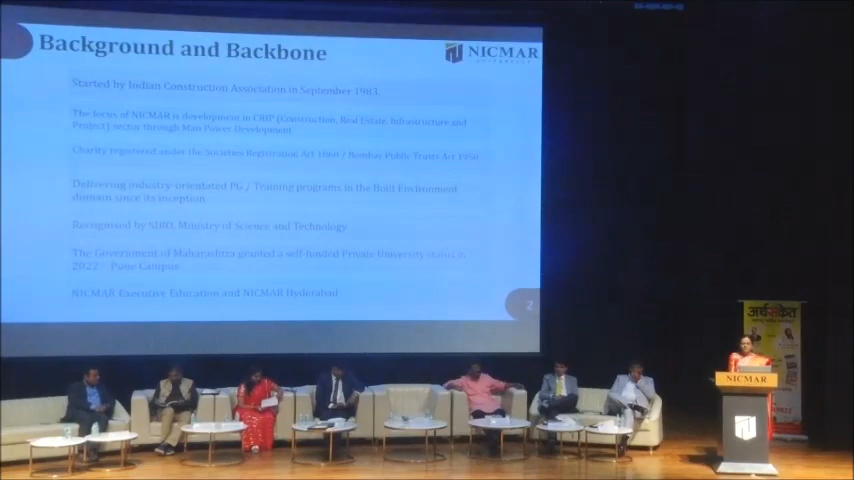 Background and Backbone
NICMAR
UNIVERSITY
Started by Indian Construction Association in September 1983.
The focus of NICMAR is development in CRIP (Construction, Real Estate, Infrastructure and
Project) sector through Man Power Development
Charity registered under the Societies Registration Act 1860 / Bombay Public Trusts Act 1950
Delivering industry-orientated PG / Training programs in the Built Environment
domain since its inception
Recognised by SIRO, Ministry of Science and Technology
The Government of Maharashtra granted a self-funded Private University status in
2022 - Pune Campus
NICMAR Executive Education and NICMAR Hyderabad
2
अर्थसंकेत
NICMAR